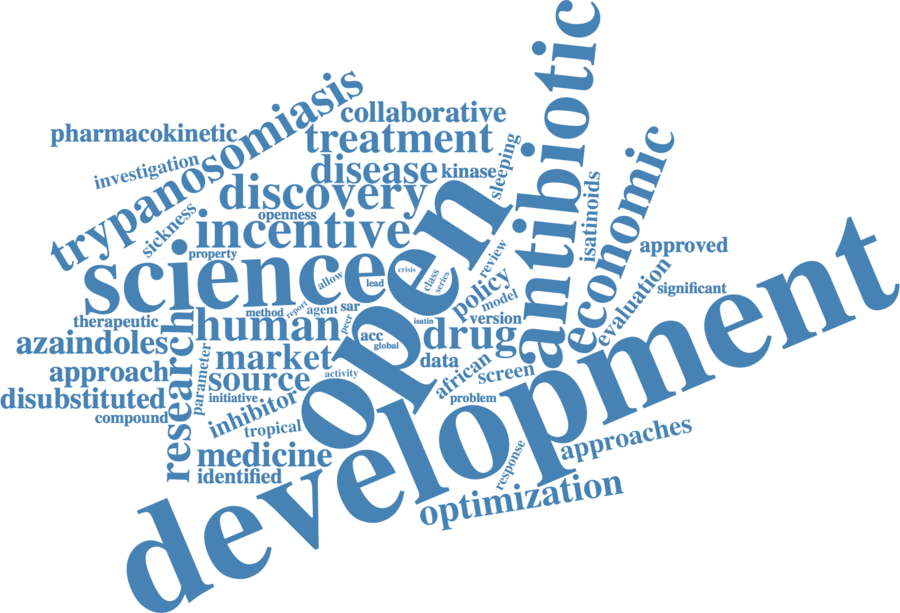 antibiotic
trypanosomiasis
collaborative
pharmacokinetic
treatment
investigation
disease
kinase
sleeping
discovery
economic
isatinoids
sickness
openness
incentive
open
approved
property
science
crisis
class
series
review
allow
lead
policy
evaluation
significant
model
method
report
agent
sar
therapeutic
human
peer
acc
isatin
version
drug
global
azaindoles
research
market
data
approach
parameter
source
activity
african
screen
disubstituted
initiative
problem
compound
inhibitor
tropical
development
approaches
medicine
response
identified
optimization